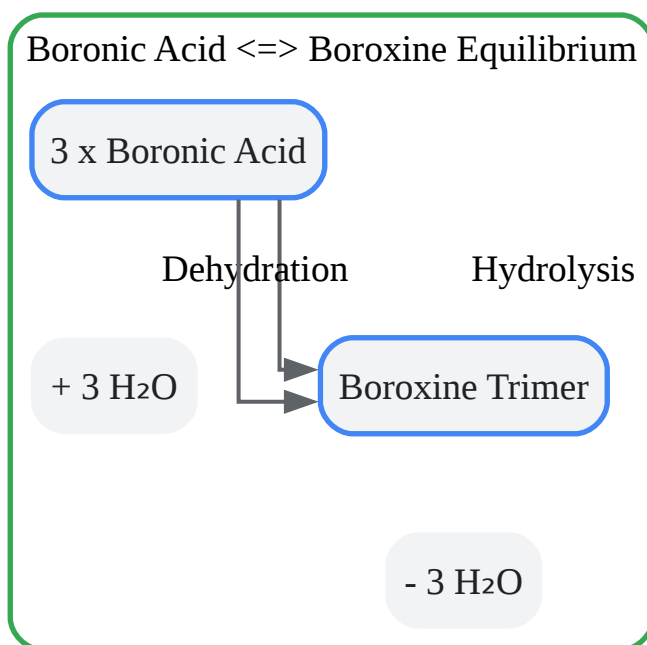 Boronic Acid <=> Boroxine Equilibrium
3 x Boronic Acid
Dehydration
Hydrolysis
+ 3 H₂O
Boroxine Trimer
- 3 H₂O